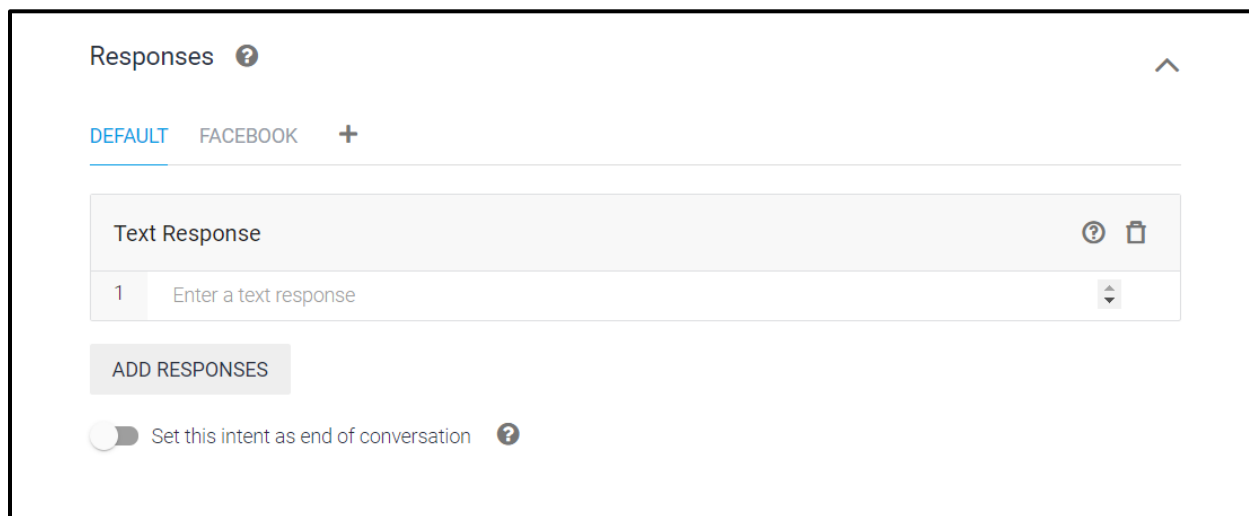 Responses ?
DEFAULT FACEBOOK +
Text Response ?
1 Enter a text response
ADD RESPONSES
Set this intent as end of conversation ?